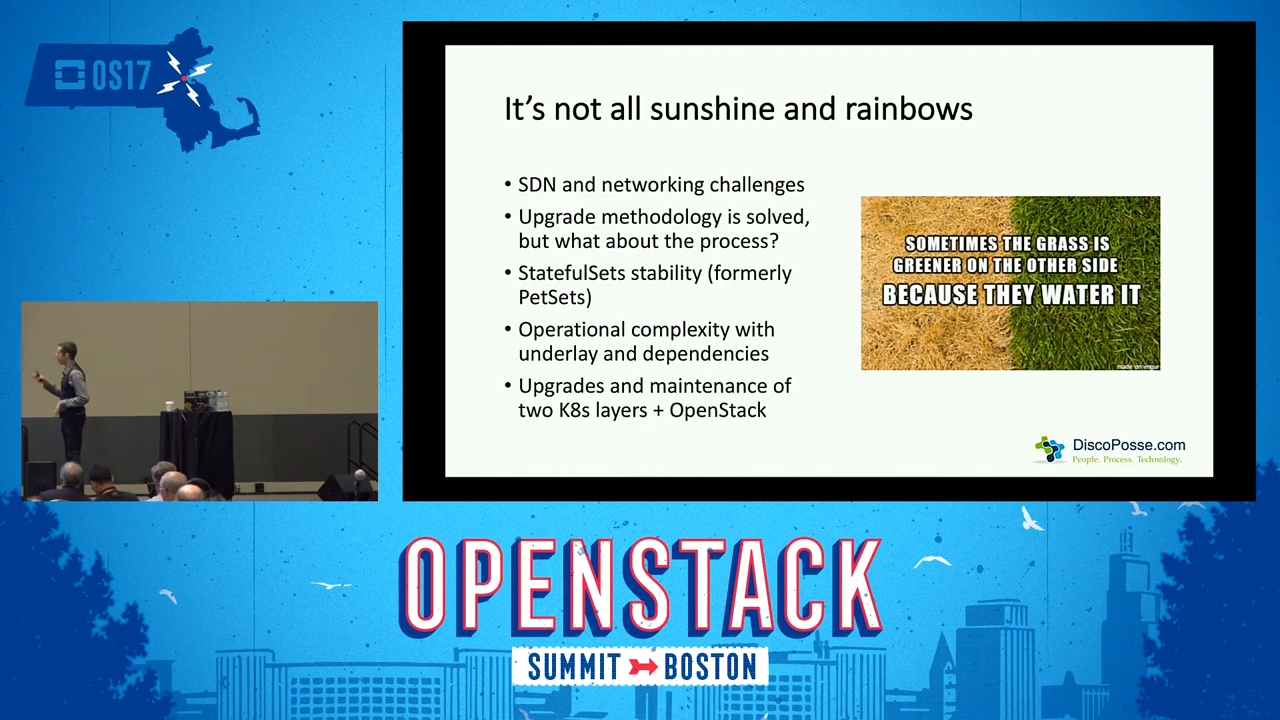 OS17
It's not all sunshine and rainbows
• SDN and networking challenges
• Upgrade methodology is solved,
but what about the process?
• StatefulSets stability (formerly
PetSets)
• Operational complexity with
underlay and dependencies
• Upgrades and maintenance of
two K8s layers + OpenStack
SOMETIMES THE GRASS IS
GREENER ON THE OTHER SIDE
BECAUSE THEY WATER IT
made on imgur
DiscoPosse.com
People. Process. Technology.
OPENSTACK
SUMMIT BOSTON